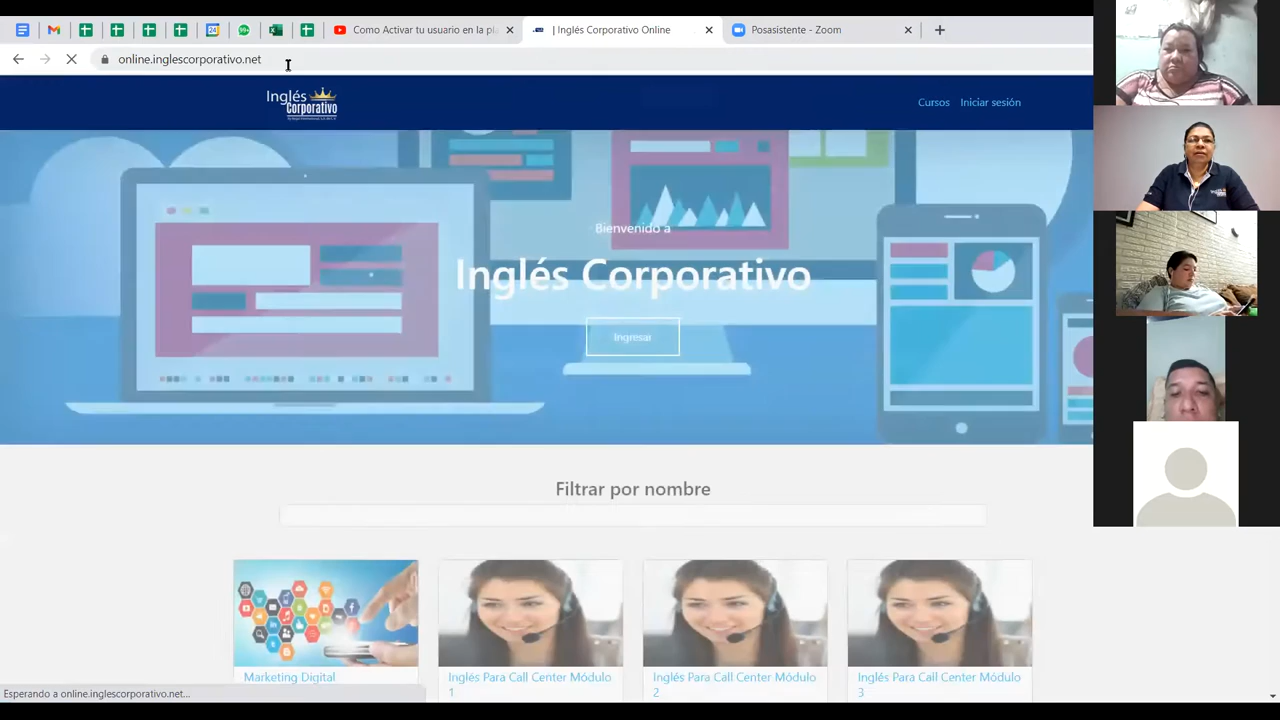 Como Activar tu usuario en la pl
| Inglés Corporativo Online
Posasistente - Zoom
online.inglescorporativo.net
Inglés
Corporativo
Cursos
Iniciar sesión
Bienvenido a
Inglés Corporativo
Ingresar
Filtrar por nombre
Marketing Digital
Inglés Para Call Center Módulo
1
Inglés Para Call Center Módulo
2
Inglés Para Call Center Módulo
3
Esperando a online.inglescorporativo.net...